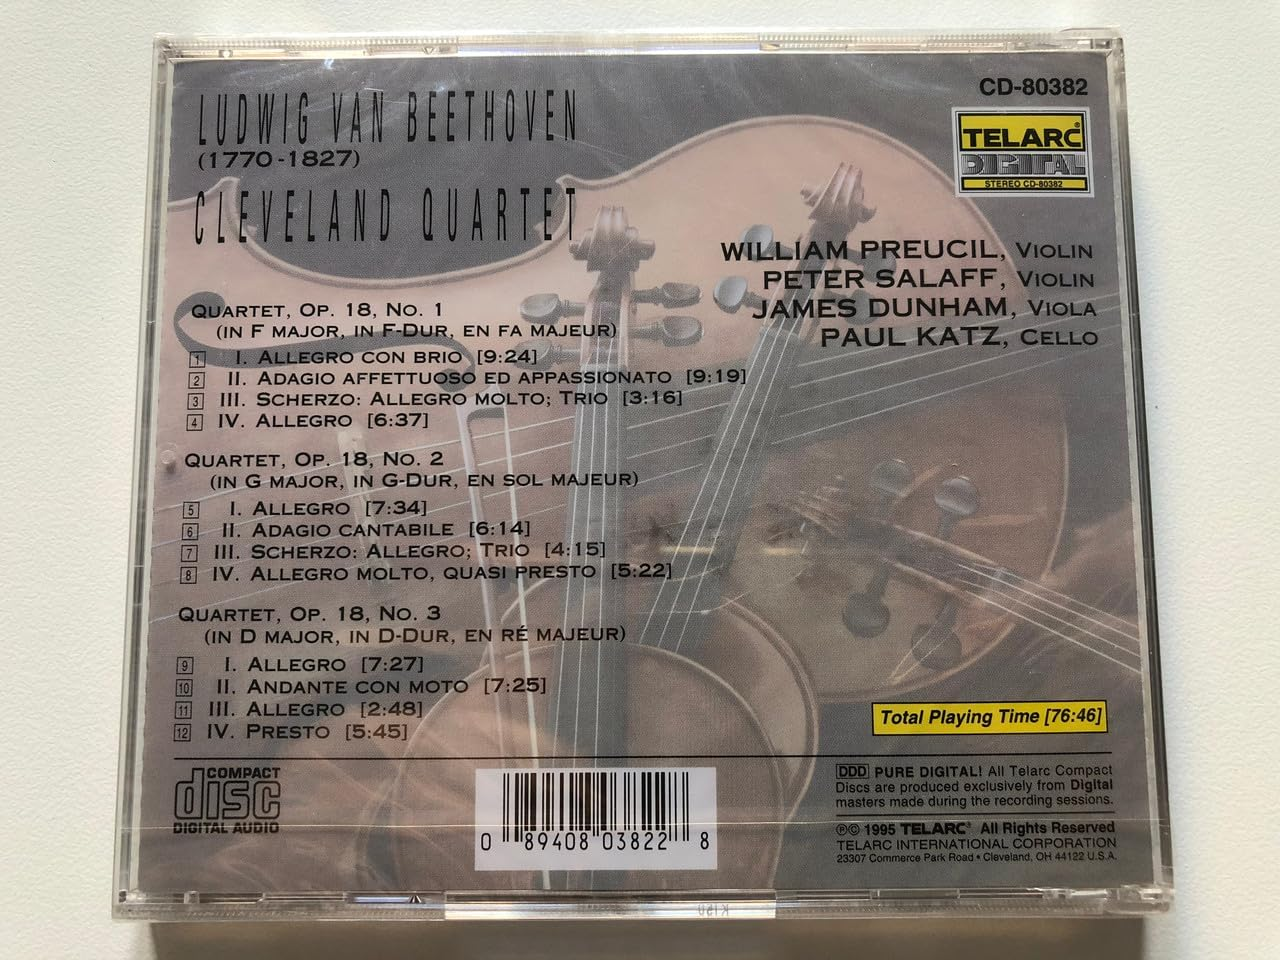 LUDWIG VAN BEETHOVEN
(1770-1827)
CLEVELAND QUARTET
CD-80382
TELARC®
DIGITAL
STEREO CD-80382
WILLIAM PREUCIL, VIOLIN
PETER SALAFF, VIOLIN
JAMES DUNHAM, VIOLA
PAUL KATZ, CELLO
QUARTET, OP. 18, NO. 1
(IN F MAJOR, IN F-DUR, EN FA MAJEUR)
1 I. ALLEGRO CON BRIO [9:24]
2 II. ADAGIO AFFETTUOSO ED APPASSIONATO [9:19]
3 III. SCHERZO: ALLEGRO MOLTO; TRIO [3:16]
4 IV. ALLEGRO [6:37]
QUARTET, OP. 18, NO. 2
(IN G MAJOR, IN G-DUR, EN SOL MAJEUR)
5 I. ALLEGRO [7:34]
6 II. ADAGIO CANTABILE [6:14]
7 III. SCHERZO: ALLEGRO; TRIO [4:15]
8 IV. ALLEGRO MOLTO, QUASI PRESTO [5:22]
QUARTET, OP. 18, NO. 3
(IN D MAJOR, IN D-DUR, EN RÉ MAJEUR)
9 I. ALLEGRO [7:27]
10 II. ANDANTE CON MOTO [7:25]
11 III. ALLEGRO [2:48]
12 IV. PRESTO [5:45]
Total Playing Time [76:46]
COMPACT
disc
DIGITAL AUDIO
0 89408 03822 8
DDD PURE DIGITAL! All Telarc Compact
Discs are produced exclusively from Digital
masters made during the recording sessions.
℗© 1995 TELARC® All Rights Reserved
TELARC INTERNATIONAL CORPORATION
23307 Commerce Park Road • Cleveland, OH 44122 U.S.A.